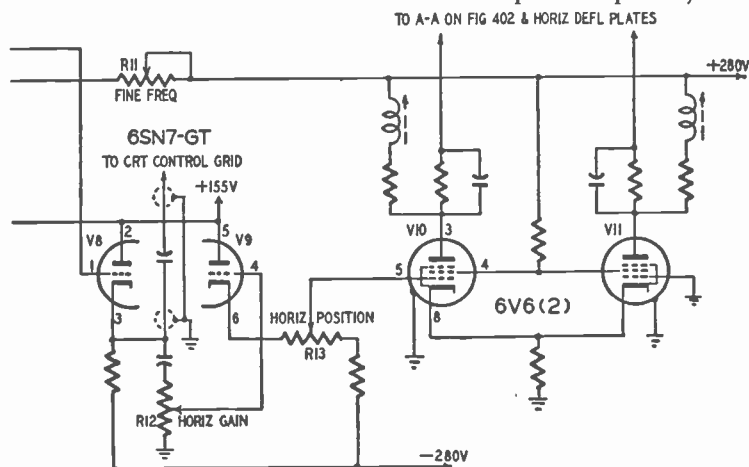 TO A-A ON FIG 402 & HORIZ DEFL PLATES
R11
FINE FREQ
+280V
6SN7-GT
TO CRT CONTROL GRID
+155V
V8
2
5
V9
V10
3
V11
1
4
5
4
3
6
HORIZ POSITION
R13
8
6V6(2)
R12
HORIZ GAIN
-280V